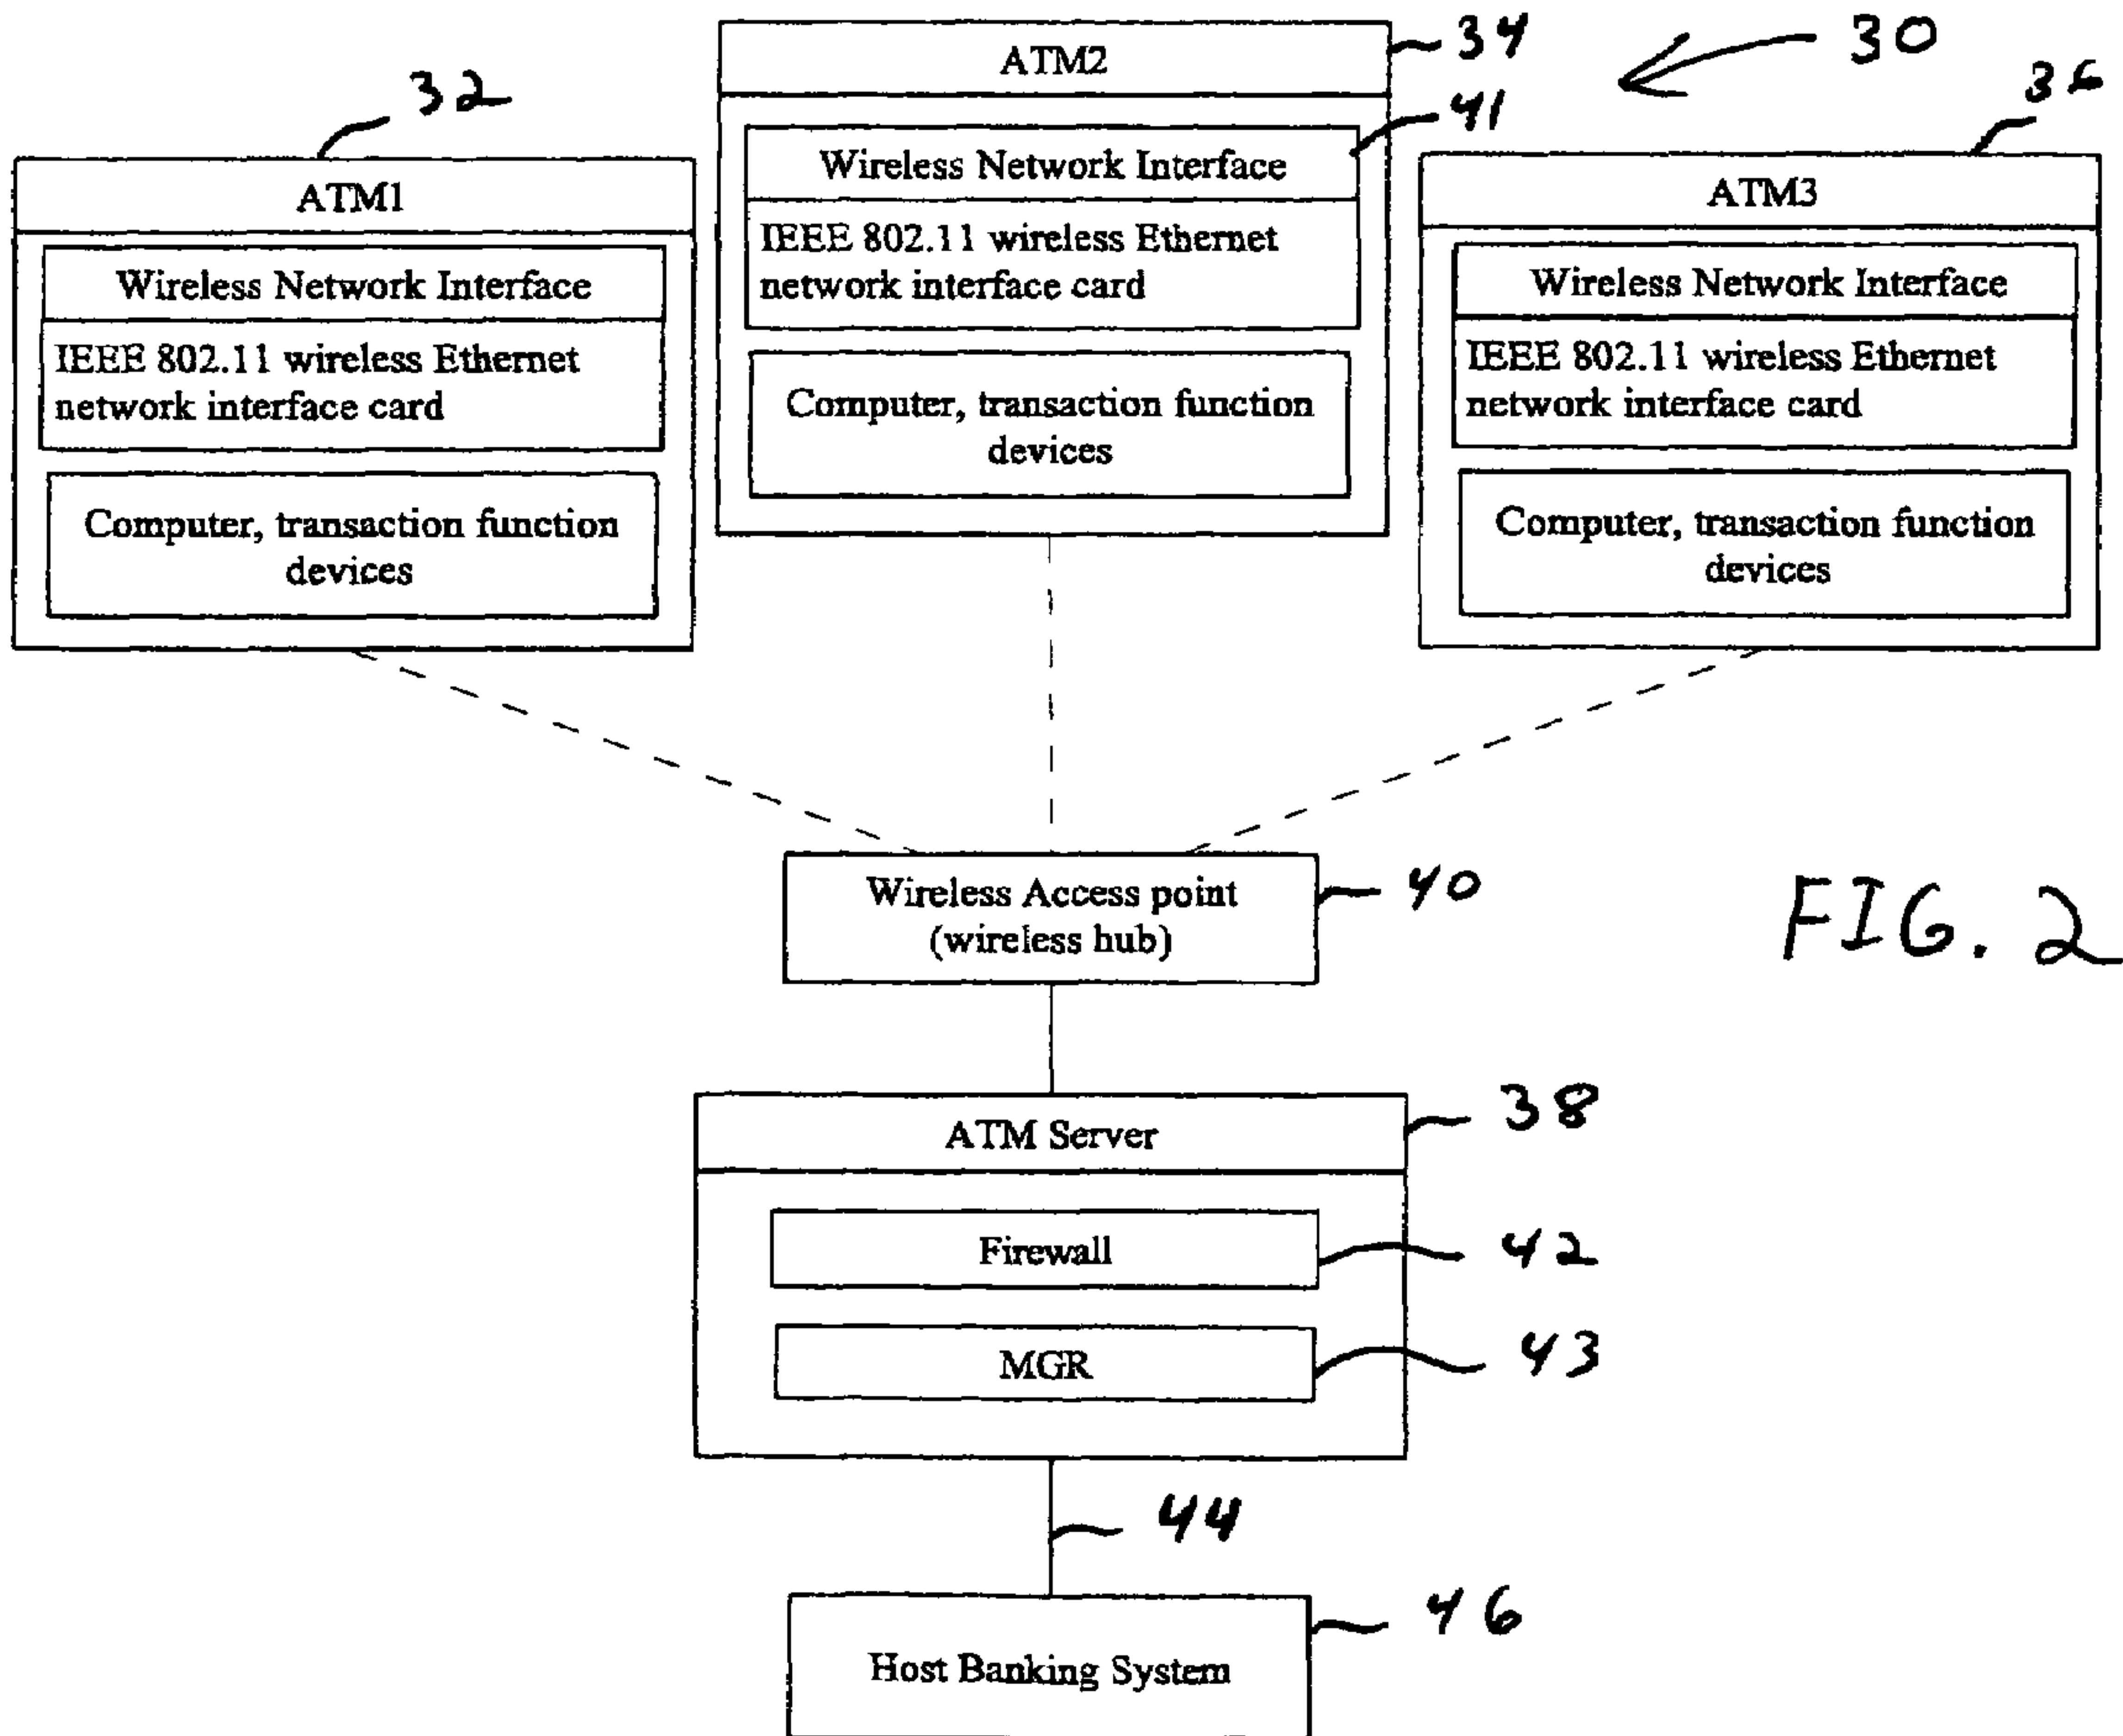 30
32
ATM1
Wireless Network Interface
IEEE 802.11 wireless Ethernet
network interface card
Computer, transaction function
devices
34
ATM2
41
Wireless Network Interface
IEEE 802.11 wireless Ethernet
network interface card
Computer, transaction function
devices
36
ATM3
Wireless Network Interface
IEEE 802.11 wireless Ethernet
network interface card
Computer, transaction function
devices
Wireless Access point
(wireless hub)
40
FIG. 2
ATM Server
38
Firewall
42
MGR
43
44
Host Banking System
46